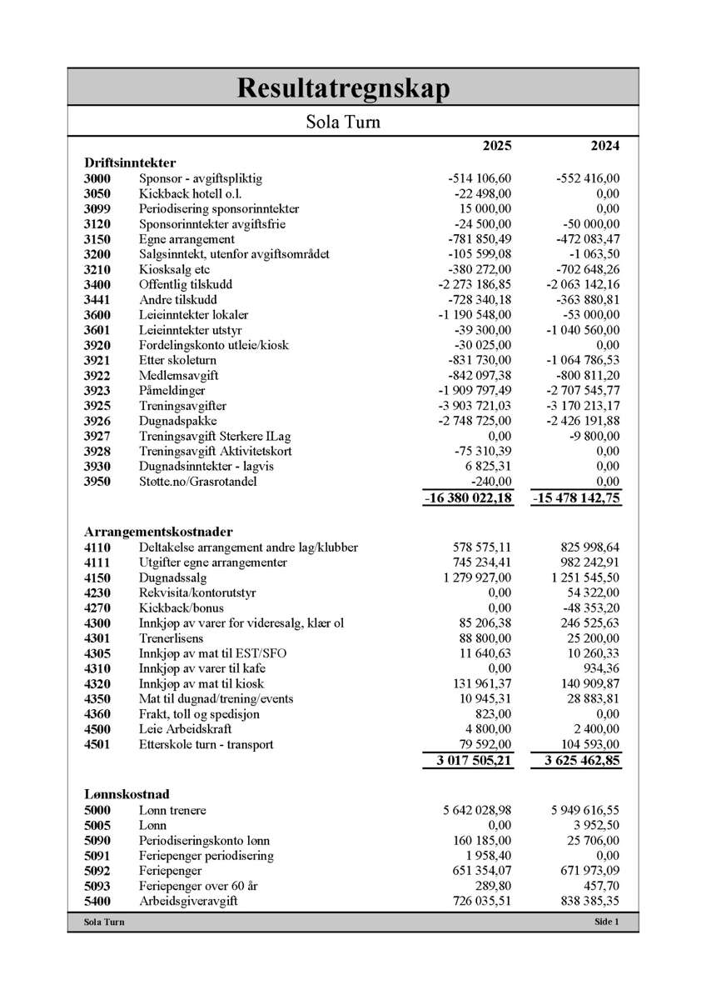 Resultatregnskap
Sola Turn
2025 2024
Driftsinntekter
3000 Sponsor - avgiftspliktig -514 106,60 -552 416,00
3050 Kickback hotell o.l. -22 498,00 0,00
3099 Periodisering sponsorinntekter 15 000,00 0,00
3120 Sponsorinntekter avgiftsfrie -24 500,00 -50 000,00
3150 Egne arrangement -781 850,49 -472 083,47
3200 Salgsinntekt, utenfor avgiftsområdet -105 599,08 -1 063,50
3210 Kiosksalg etc -380 272,00 -702 648,26
3400 Offentlig tilskudd -2 273 186,85 -2 063 142,16
3441 Andre tilskudd -728 340,18 -363 880,81
3600 Leieinntekter lokaler -1 190 548,00 -53 000,00
3601 Leieinntekter utstyr -39 300,00 -1 040 560,00
3920 Fordelingskonto utleie/kiosk -30 025,00 0,00
3921 Etter skoleturn -831 730,00 -1 064 786,53
3922 Medlemsavgift -842 097,38 -800 811,20
3923 Påmeldinger -1 909 797,49 -2 707 545,77
3925 Treningsavgifter -3 903 721,03 -3 170 213,17
3926 Dugnadspakke -2 748 725,00 -2 426 191,88
3927 Treningsavgift Sterkere ILag 0,00 -9 800,00
3928 Treningsavgift Aktivitetskort -75 310,39 0,00
3930 Dugnadsinntekter - lagvis 6 825,31 0,00
3950 Støtte.no/Grasrotandel -240,00 0,00
-16 380 022,18 -15 478 142,75
Arrangementskostnader
4110 Deltakelse arrangement andre lag/klubber 578 575,11 825 998,64
4111 Utgifter egne arrangementer 745 234,41 982 242,91
4150 Dugnadssalg 1 279 927,00 1 251 545,50
4230 Rekvisita/kontorutstyr 0,00 54 322,00
4270 Kickback/bonus 0,00 -48 353,20
4300 Innkjøp av varer for videresalg, klær ol 85 206,38 246 525,63
4301 Trenerlisens 88 800,00 25 200,00
4305 Innkjøp av mat til EST/SFO 11 640,63 10 260,33
4310 Innkjøp av varer til kafe 0,00 934,36
4320 Innkjøp av mat til kiosk 131 961,37 140 909,87
4350 Mat til dugnad/trening/events 10 945,31 28 883,81
4360 Frakt, toll og spedisjon 823,00 0,00
4500 Leie Arbeidskraft 4 800,00 2 400,00
4501 Etterskole turn - transport 79 592,00 104 593,00
3 017 505,21 3 625 462,85
Lønnskostnad
5000 Lønn trenere 5 642 028,98 5 949 616,55
5005 Lønn 0,00 3 952,50
5090 Periodiseringskonto lønn 160 185,00 25 706,00
5091 Feriepenger periodisering 1 958,40 0,00
5092 Feriepenger 651 354,07 671 973,09
5093 Feriepenger over 60 år 289,80 457,70
5400 Arbeidsgiveravgift 726 035,51 838 385,35
Sola Turn Side 1